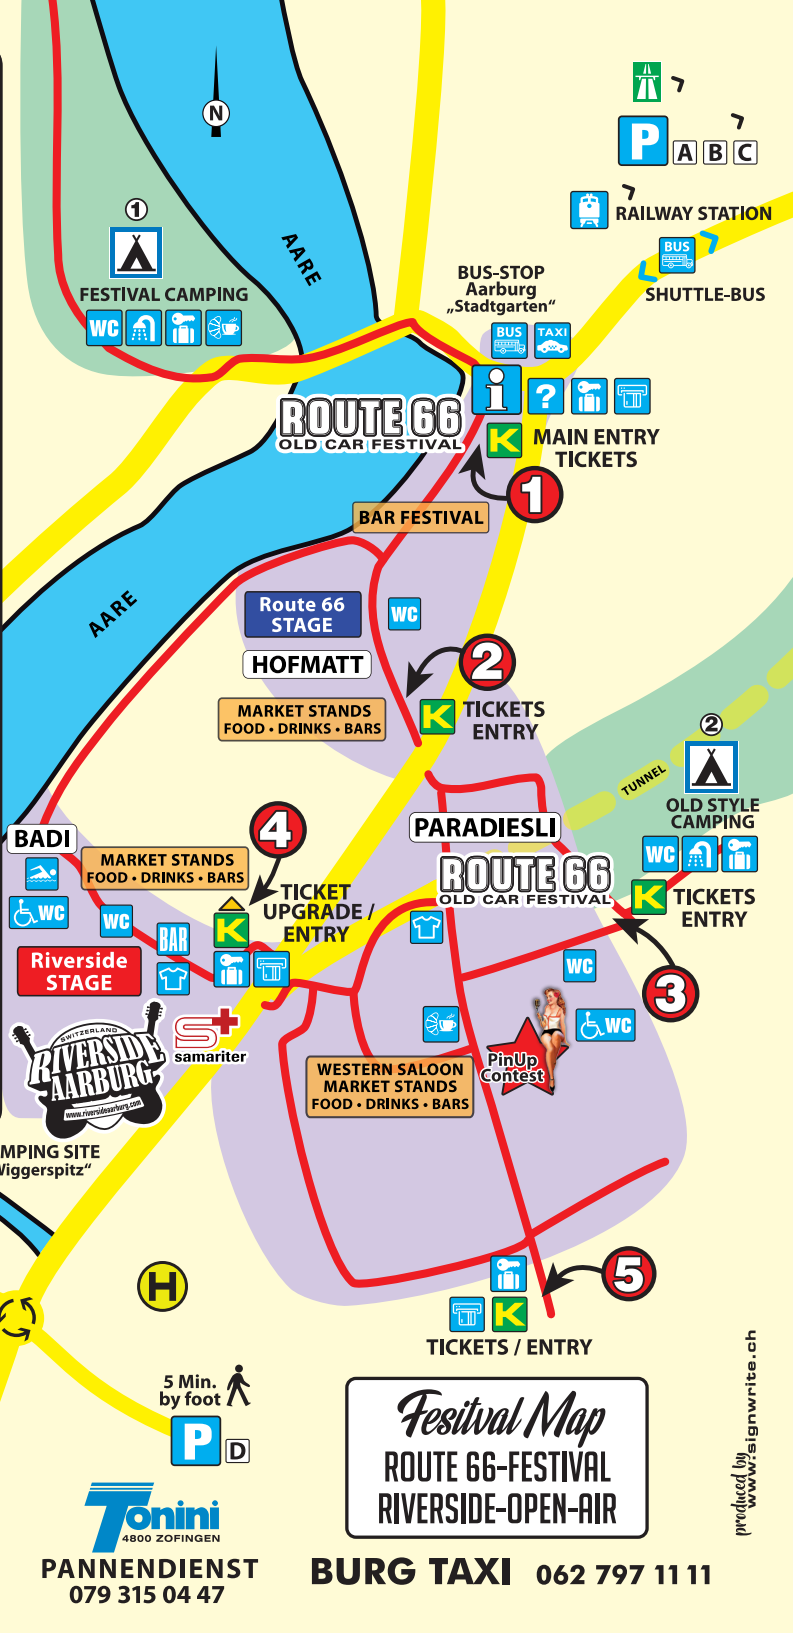 N
P A B C
RAILWAY STATION
BUS
SHUTTLE-BUS
1
FESTIVAL CAMPING
WC
AARE
BUS-STOP
Aarburg
„Stadtgarten“
BUS TAXI
i ?
ROUTE 66
OLD CAR FESTIVAL
K MAIN ENTRY
TICKETS
1
BAR FESTIVAL
AARE
Route 66
STAGE
WC
HOFMATT
2
MARKET STANDS
FOOD • DRINKS • BARS
K TICKETS
ENTRY
2
TUNNEL
OLD STYLE
CAMPING
WC
K TICKETS
ENTRY
PARADIESLI
ROUTE 66
OLD CAR FESTIVAL
4
BADI
MARKET STANDS
FOOD • DRINKS • BARS
WC
WC
BAR
K
TICKET
UPGRADE /
ENTRY
Riverside
STAGE
3
WC
WC
SWITZERLAND
RIVERSIDE
AARBURG
www.riversideaarburg.com
S+
samariter
PinUp
Contest
WESTERN SALOON
MARKET STANDS
FOOD • DRINKS • BARS
MPING SITE
Wiggerspitz“
H
5
K
TICKETS / ENTRY
5 Min.
by foot
P D
Fesitval Map
ROUTE 66-FESTIVAL
RIVERSIDE-OPEN-AIR
produced by
www.signwrite.ch
Tonini
4800 ZOFINGEN
PANNENDIENST
079 315 04 47
BURG TAXI 062 797 11 11